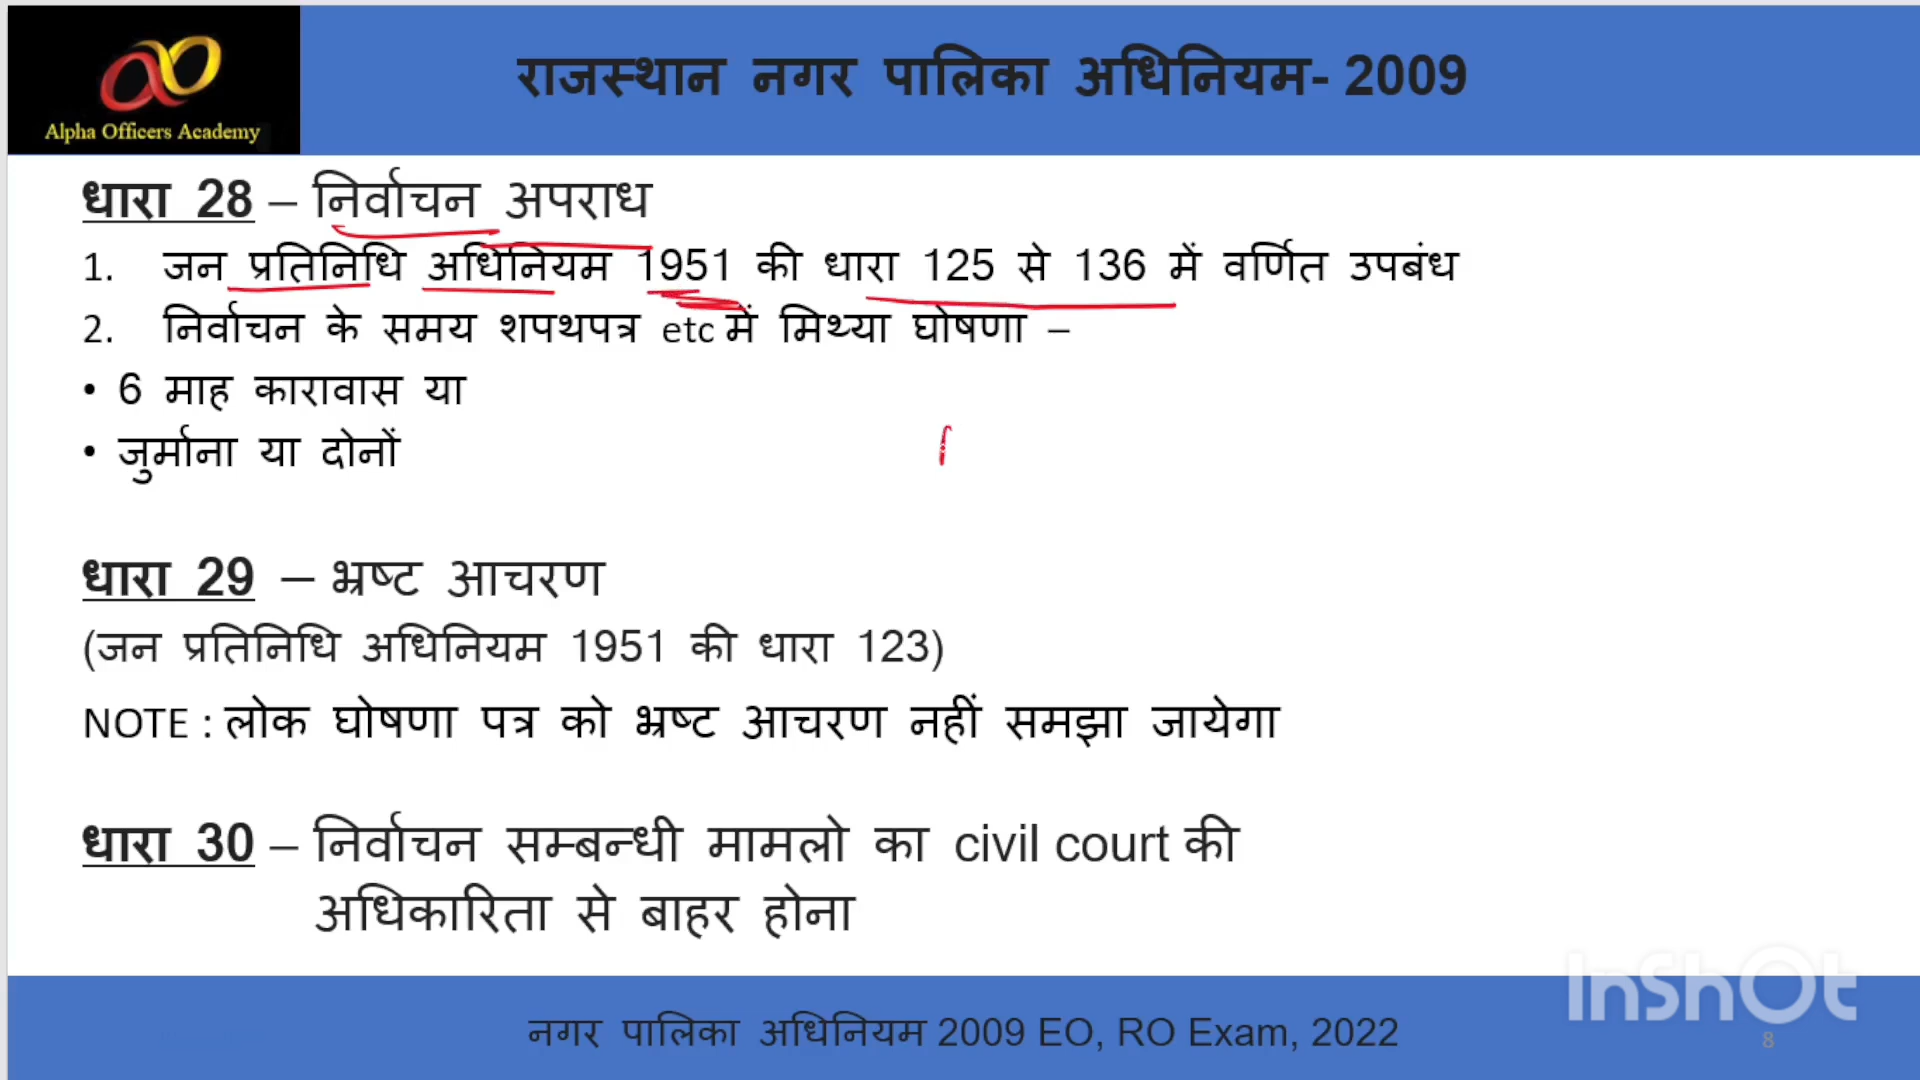 Alpha Officers Academy
राजस्थान नगर पालिका अधिनियम- 2009
धारा 28 – निर्वाचन अपराध
1. जन प्रतिनिधि अधिनियम 1951 की धारा 125 से 136 में वर्णित उपबंध
2. निर्वाचन के समय शपथपत्र etc में मिथ्या घोषणा –
• 6 माह कारावास या
• जुर्माना या दोनों
धारा 29 – भ्रष्ट आचरण
(जन प्रतिनिधि अधिनियम 1951 की धारा 123)
NOTE : लोक घोषणा पत्र को भ्रष्ट आचरण नहीं समझा जायेगा
धारा 30 – निर्वाचन सम्बन्धी मामलो का civil court की
अधिकारिता से बाहर होना
InShOt
नगर पालिका अधिनियम 2009 EO, RO Exam, 2022
8